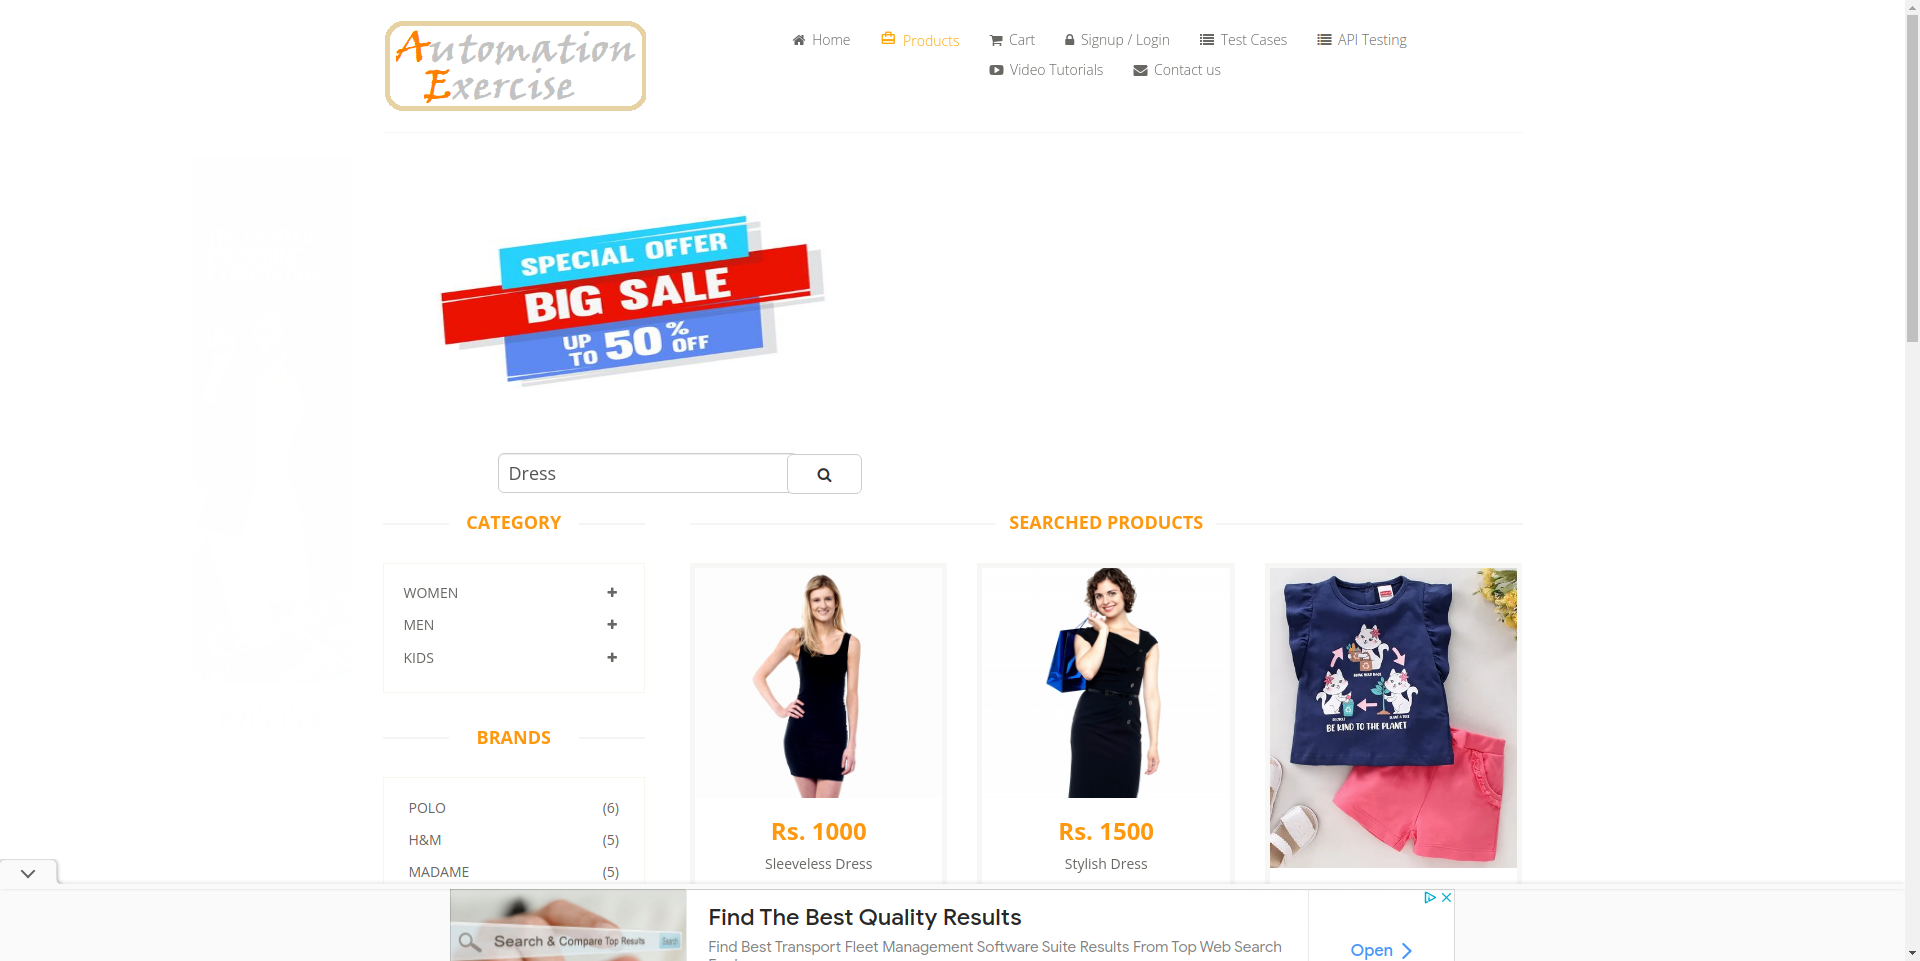 Automation
Exercise
Home
Products
Cart
Signup / Login
Test Cases
API Testing
Video Tutorials
Contact us
SPECIAL OFFER
BIG SALE
UP TO 50% OFF
Dress
CATEGORY
WOMEN
MEN
KIDS
BRANDS
POLO (6)
H&M (5)
MADAME (5)
SEARCHED PRODUCTS
Rs. 1000
Sleeveless Dress
Rs. 1500
Stylish Dress
BE KIND TO THE PLANET
Search & Compare Top Results
Search
Find The Best Quality Results
Find Best Transport Fleet Management Software Suite Results From Top Web Search
Open